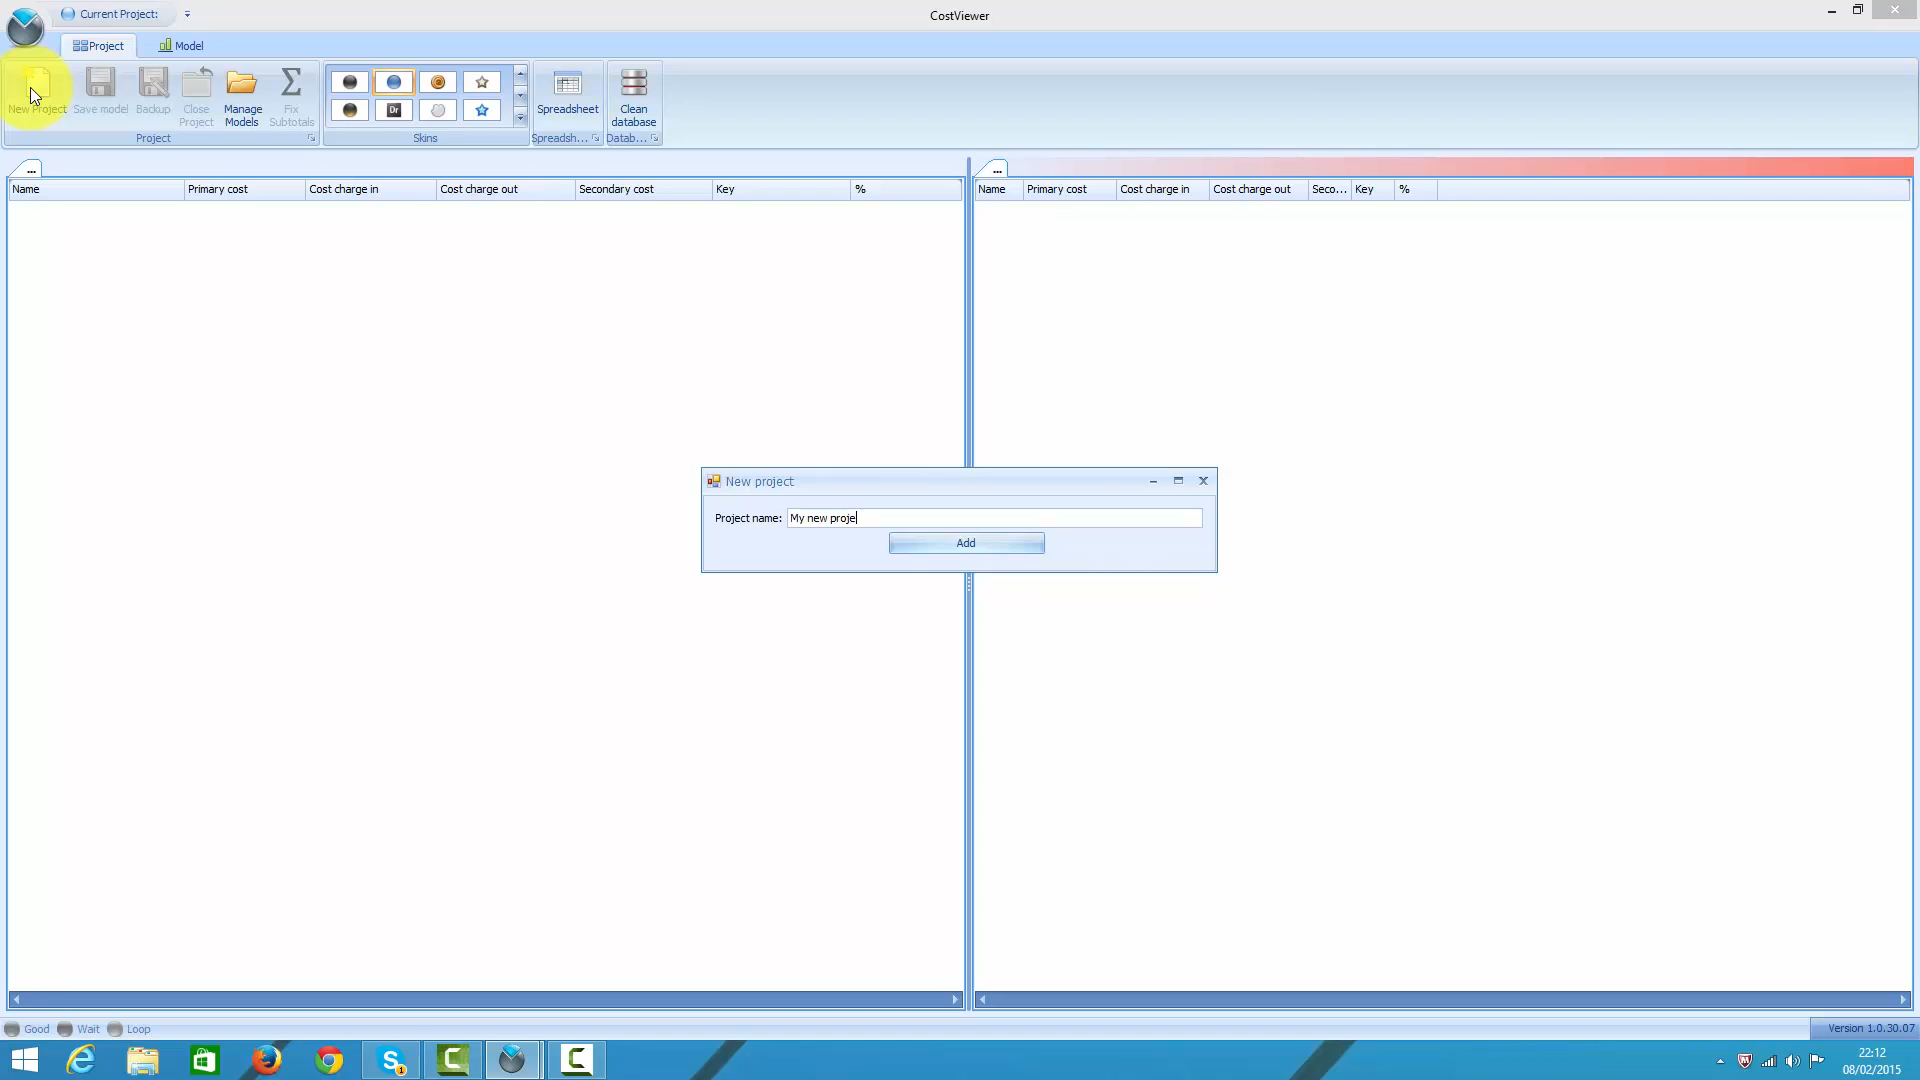 Current Project:
CostViewer
Project
Model
New Project
Save model
Backup
Close
Project
Manage
Models
Fix
Subtotals
Dr
Spreadsheet
Clean
database
Project
Skins
Spreadsh...
Datab...
...
...
Name Primary cost Cost charge in Cost charge out Secondary cost Key %
Name Primary cost Cost charge in Cost charge out Seco... Key %
New project
Project name: My new proje
Add
Good Wait Loop
Version 1.0.30.07
22:12
08/02/2015